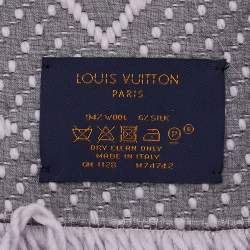 LOUIS VUITTON
PARIS
94% WOOL 6% SILK
DRY CLEAN ONLY
MADE IN ITALY
M74742